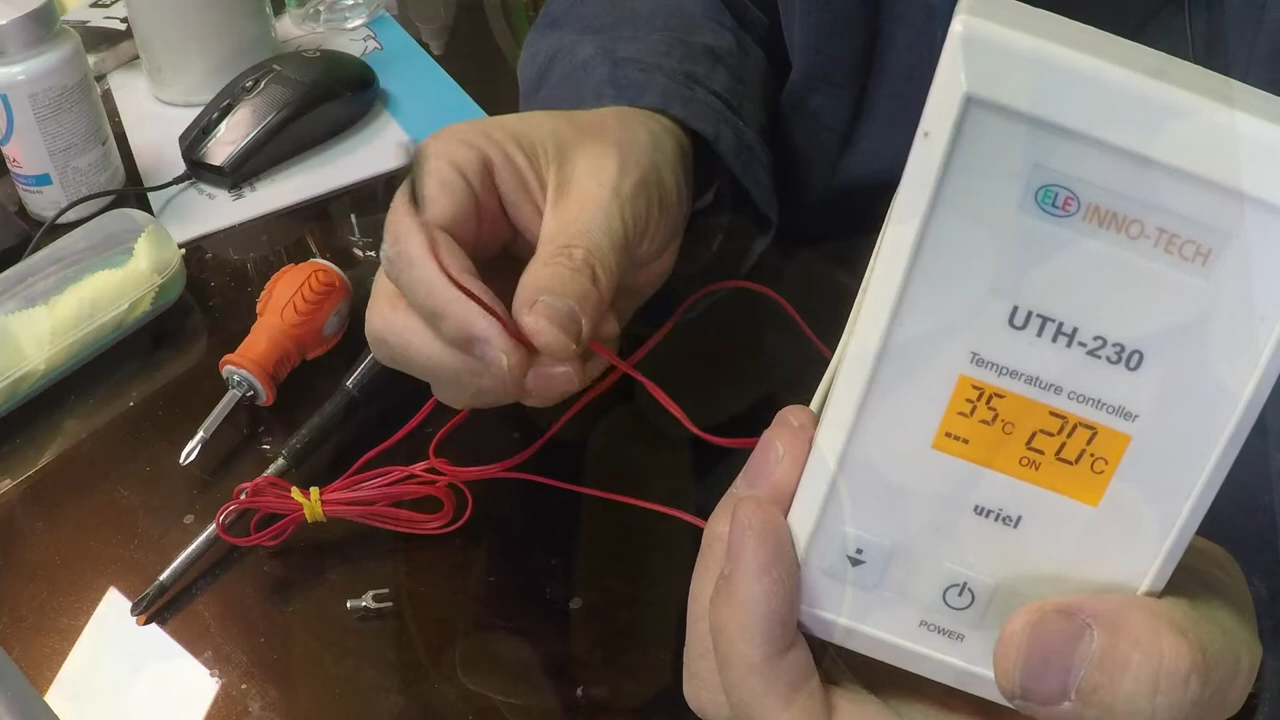 ELE INNO-TECH
UTH-230
Temperature controller
35°C
20°C
---
ON
uriel
POWER